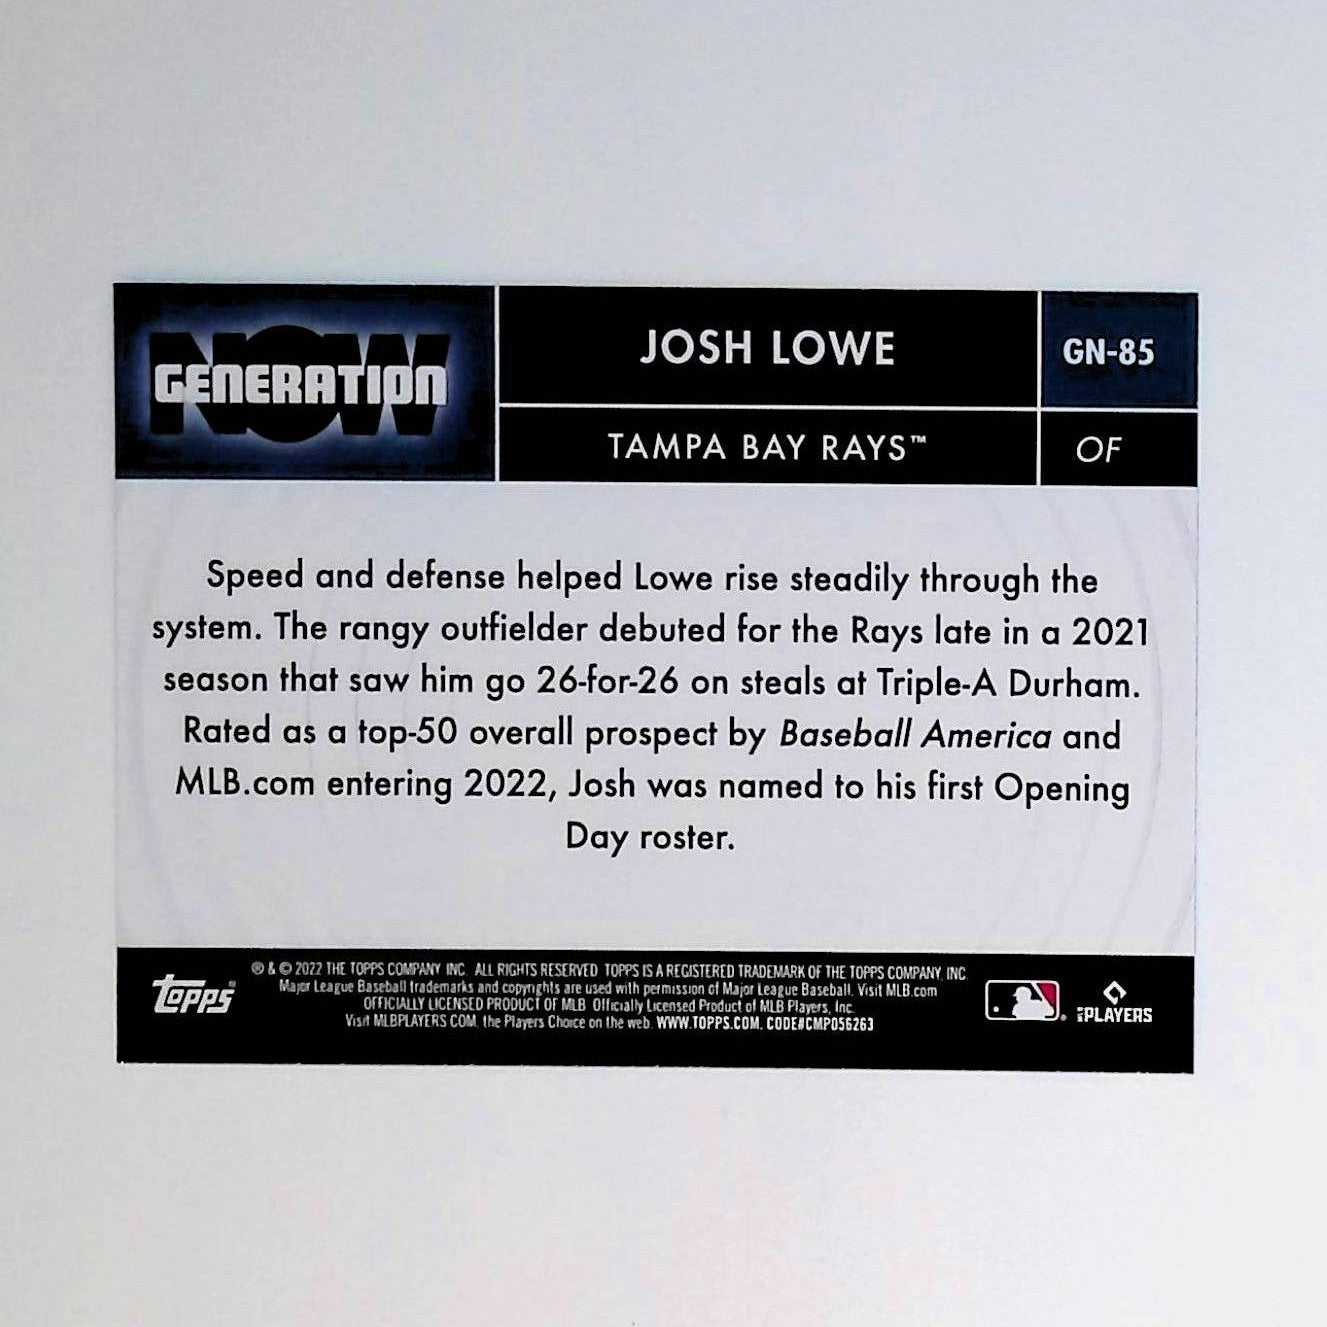 NOW
GENERATION
JOSH LOWE
GN-85
TAMPA BAY RAYS™
OF
Speed and defense helped Lowe rise steadily through the
system. The rangy outfielder debuted for the Rays late in a 2021
season that saw him go 26-for-26 on steals at Triple-A Durham.
Rated as a top-50 overall prospect by Baseball America and
MLB.com entering 2022, Josh was named to his first Opening
Day roster.
topps
® & © 2022 THE TOPPS COMPANY, INC. ALL RIGHTS RESERVED. TOPPS IS A REGISTERED TRADEMARK OF THE TOPPS COMPANY, INC.
Major League Baseball trademarks and copyrights are used with permission of Major League Baseball. Visit MLB.com
OFFICIALLY LICENSED PRODUCT OF MLB Officially Licensed Product of MLB Players, Inc.
Visit MLBPLAYERS.COM, the Players Choice on the web. WWW.TOPPS.COM. CODE#CMP056263
PLAYERS